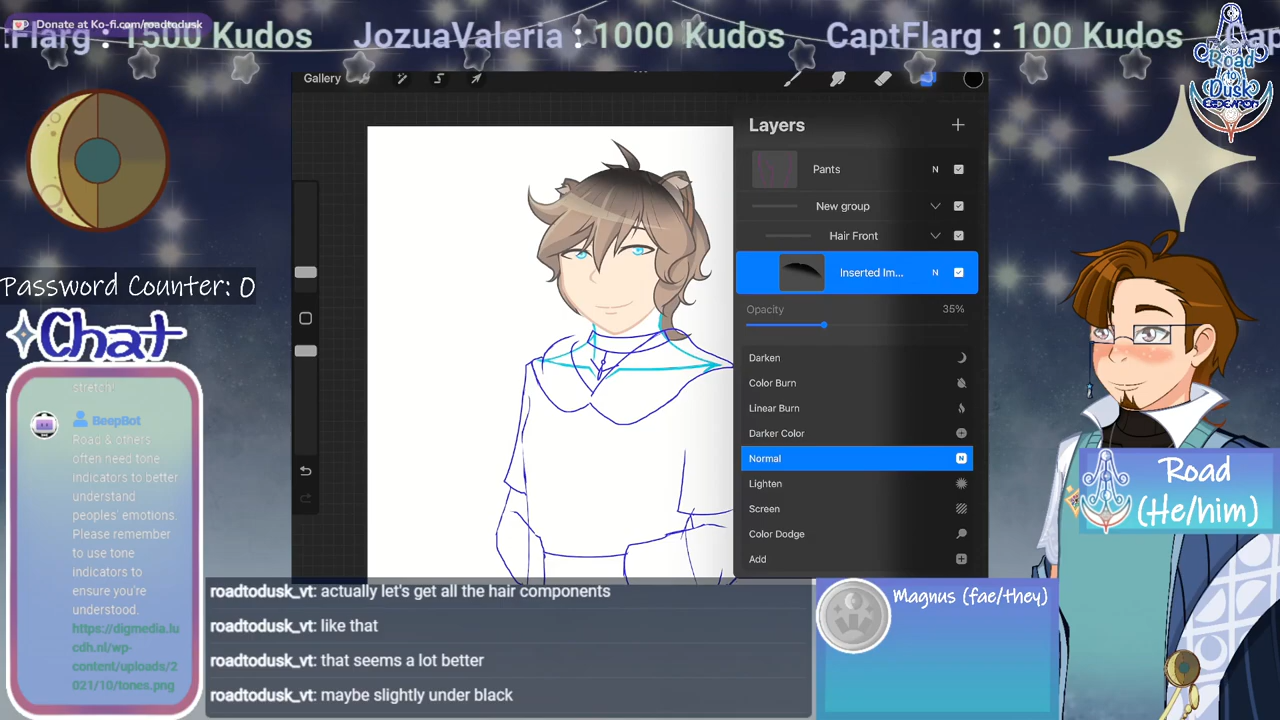 Donate at Ko-fi.com/roadtodusk
Flarg : 1500 Kudos JozuaValeria : 1000 Kudos CaptFlarg : 100 Kudos Cap
Road
to
Dusk
Gallery
Layers
Pants N
New group
Hair Front
Inserted Im... N
Opacity 35%
Darken
Color Burn
Linear Burn
Darker Color
Normal N
Lighten
Screen
Color Dodge
Add
Password Counter: 0
Chat
stretch!
BeepBot
Road & others
often need tone
indicators to better
understand
peoples' emotions.
Please remember
to use tone
indicators to
ensure you're
understood.
https://digmedia.lu
cdh.nl/wp-
content/uploads/2
021/10/tones.png
roadtodusk_vt: actually let's get all the hair components
roadtodusk_vt: like that
roadtodusk_vt: that seems a lot better
roadtodusk_vt: maybe slightly under black
Magnus (fae/they)
Road
(He/him)